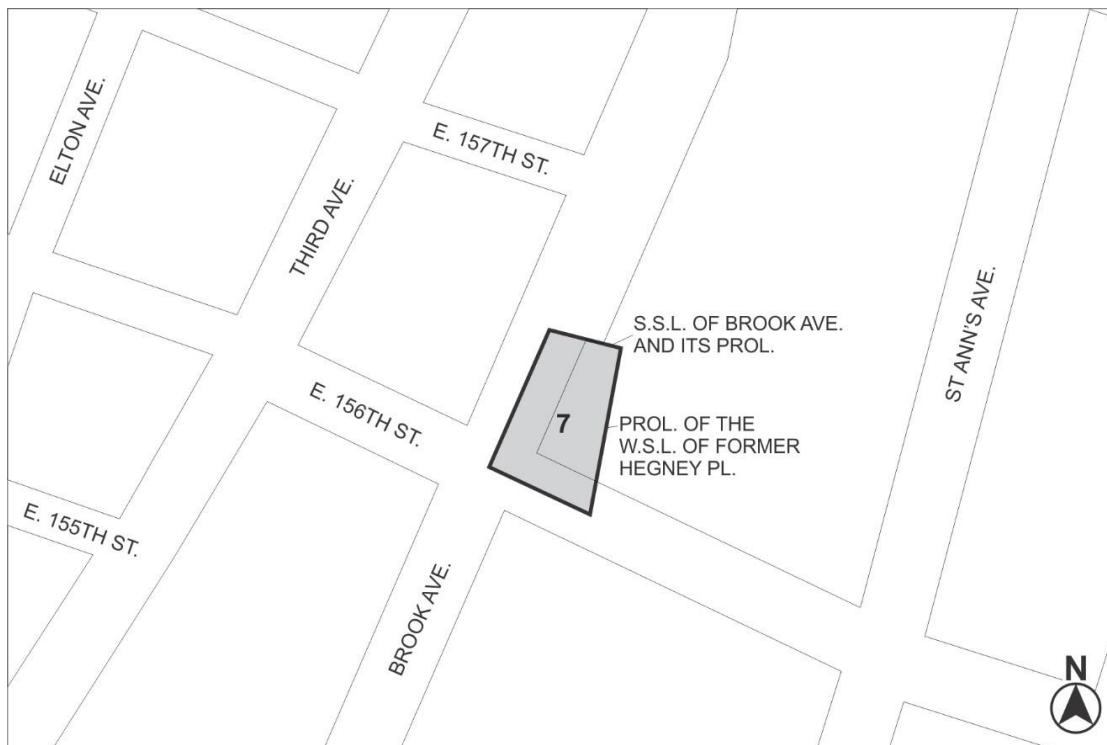 ELTON AVE.
E. 157TH ST.
THIRD AVE.
S.S.L. OF BROOK AVE.
AND ITS PROL.
ST ANN'S AVE.
E. 156TH ST.
7
PROL. OF THE
W.S.L. OF FORMER
HEGNEY PL.
E. 155TH ST.
BROOK AVE.
N